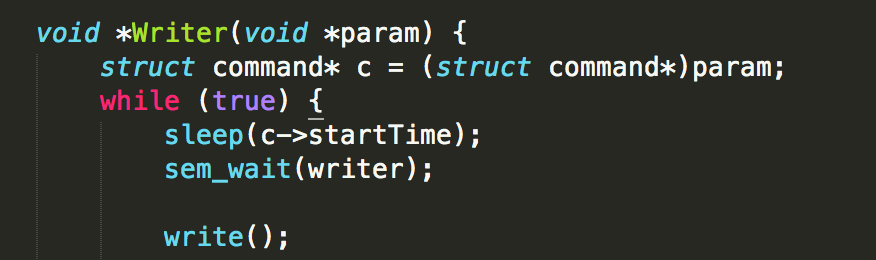 void *Writer(void *param) {
struct command* c = (struct command*)param;
while (true) {
sleep(c->startTime);
sem_wait(writer);
write();